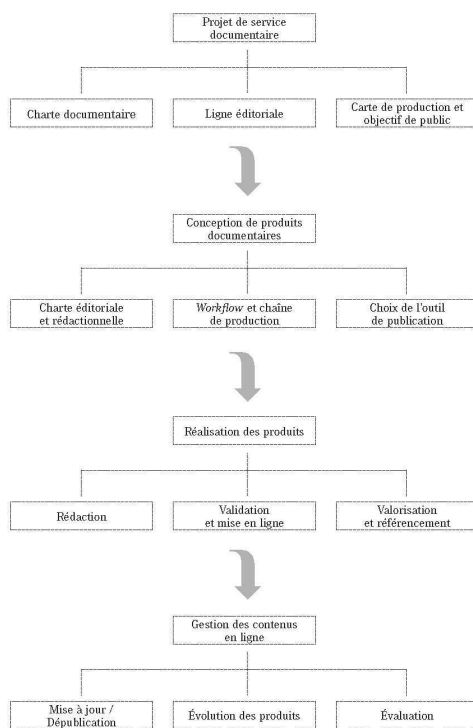 Projet de service
documentaire
Charte documentaire
Ligne éditoriale
Carte de production et
objectif de public
Conception de produits
documentaires
Charte éditoriale
et rédactionnelle
Workflow et chaîne
de production
Choix de l'outil
de publication
Réalisation des produits
Rédaction
Validation
et mise en ligne
Valorisation
et référencement
Gestion des contenus
en ligne
Mise à jour /
Dépublication
Évolution des produits
Évaluation